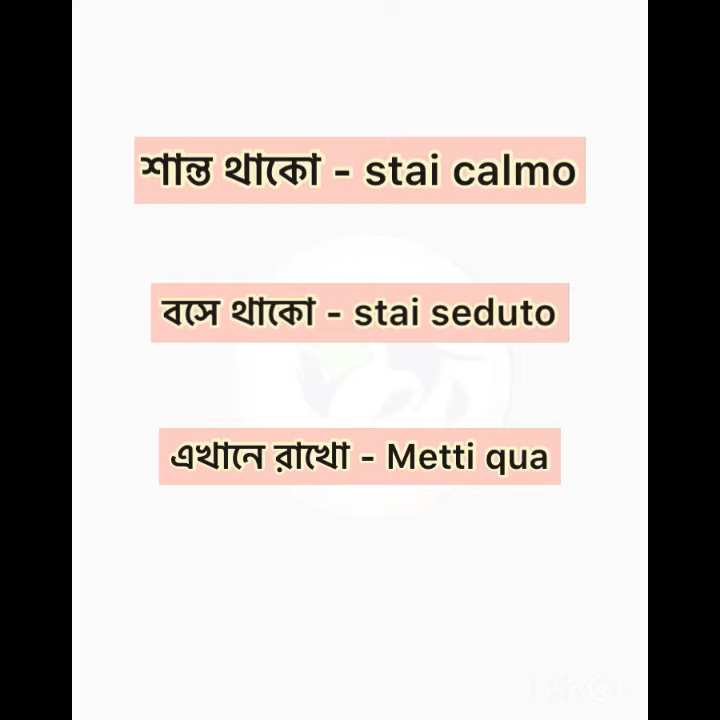 শান্ত থাকো - stai calmo
বসে থাকো - stai seduto
এখানে রাখো - Metti qua